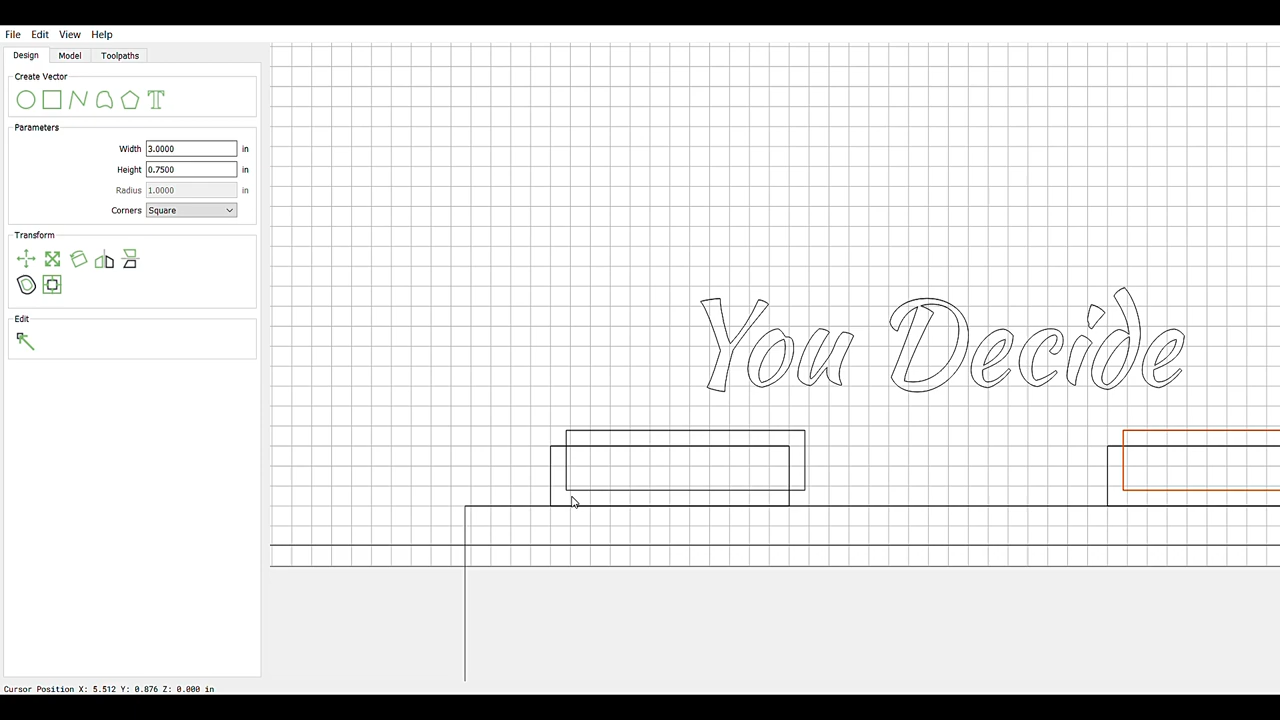 File Edit View Help
Design Model Toolpaths
Create Vector
Parameters
Width 3.0000 in
Height 0.7500 in
Radius 1.0000 in
Corners Square
Transform
Edit
You Decide
Cursor Position X: 5.512 Y: 0.876 Z: 0.000 in